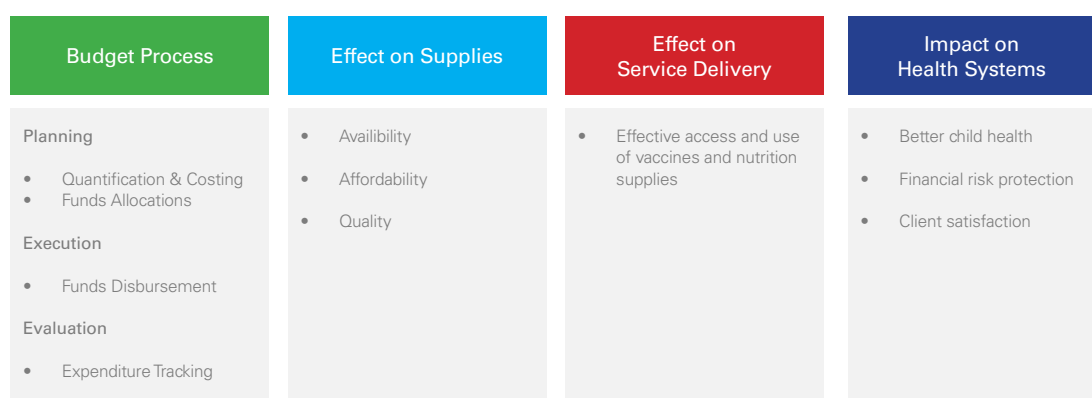 Budget Process
Planning
• Quantification & Costing
• Funds Allocations
Execution
• Funds Disbursement
Evaluation
• Expenditure Tracking
Effect on Supplies
• Availibility
• Affordability
• Quality
Effect on
Service Delivery
• Effective access and use
of vaccines and nutrition
supplies
Impact on
Health Systems
• Better child health
• Financial risk protection
• Client satisfaction